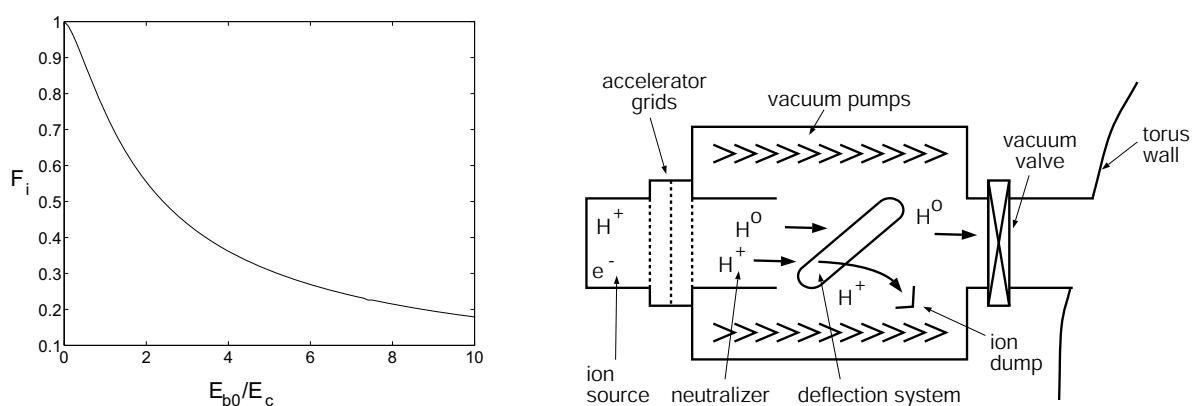 1
0.9
0.8
0.7
0.6
0.5
0.4
0.3
0.2
0.1
F_i
0 2 4 6 8 10
E_b0/E_c
accelerator
grids
vacuum pumps
vacuum
valve
torus
wall
H^+
e^-
H^o
H^+
H^+
H^o
ion
source
neutralizer
deflection system
ion
dump